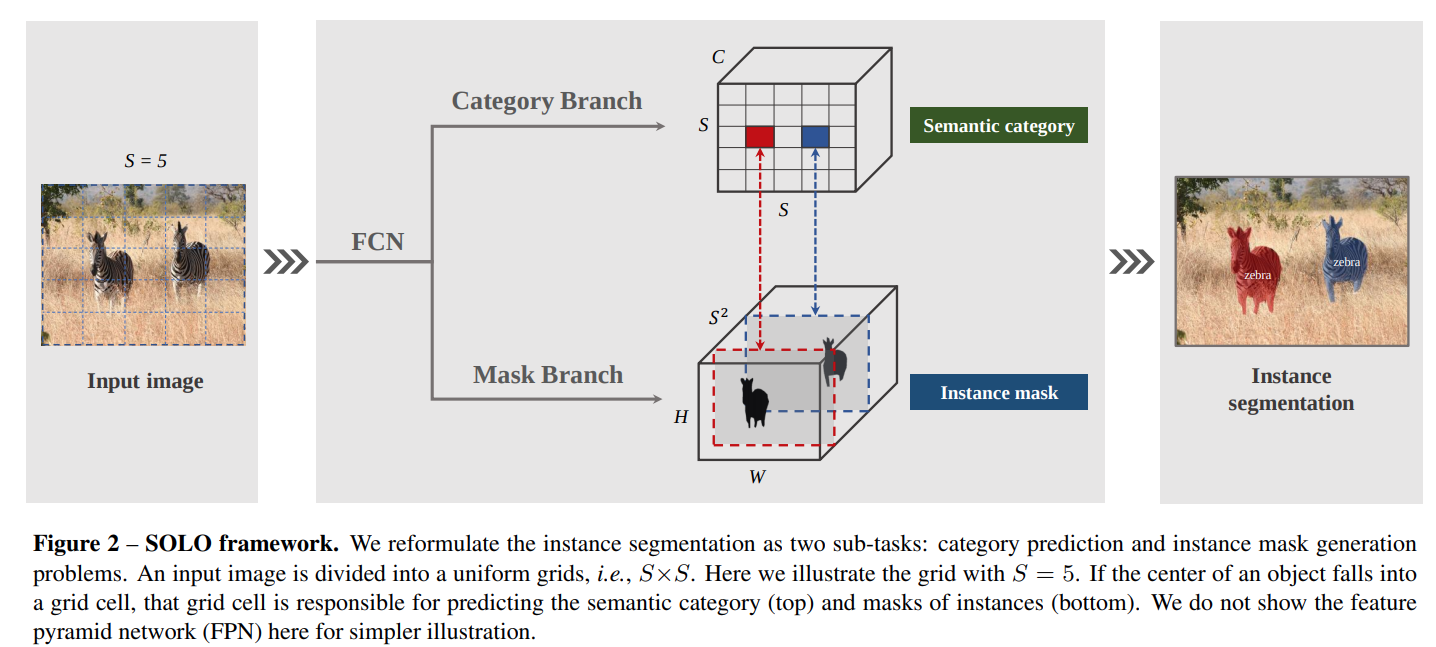 S = 5
Input image
FCN
Category Branch
Mask Branch
C
S
S
Semantic category
S²
H
W
Instance mask
zebra
zebra
Instance
segmentation
Figure 2 – SOLO framework. We reformulate the instance segmentation as two sub-tasks: category prediction and instance mask generation
problems. An input image is divided into a uniform grids, i.e., S×S. Here we illustrate the grid with S = 5. If the center of an object falls into
a grid cell, that grid cell is responsible for predicting the semantic category (top) and masks of instances (bottom). We do not show the feature
pyramid network (FPN) here for simpler illustration.